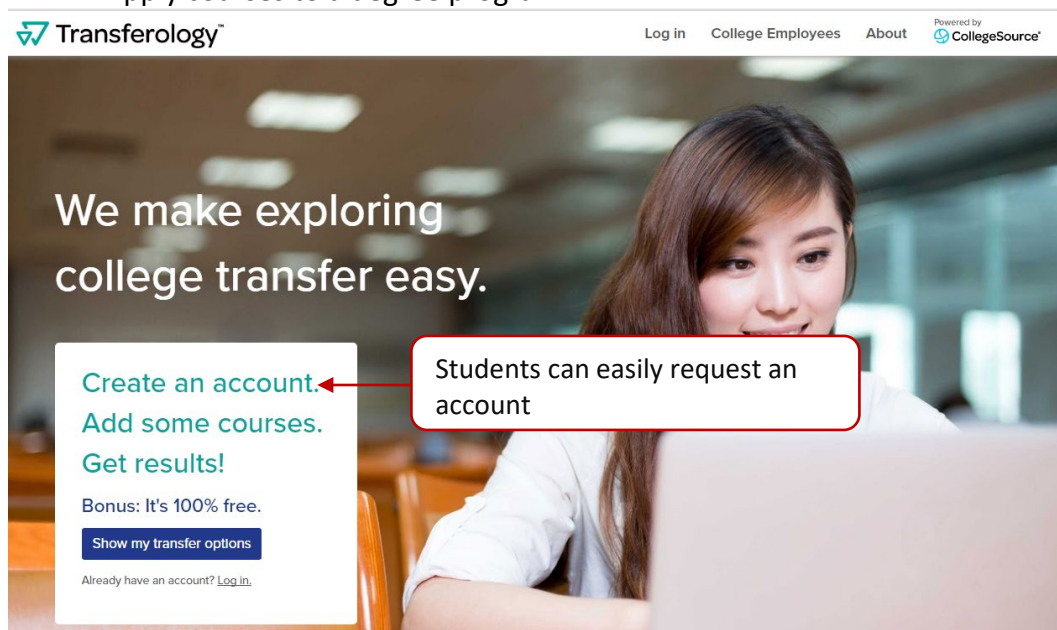 Transferology™
Log in College Employees About Powered by CollegeSource®
We make exploring
college transfer easy.
Students can easily request an
account
Create an account.
Add some courses.
Get results!
Bonus: It's 100% free.
Show my transfer options
Already have an account? Log in.